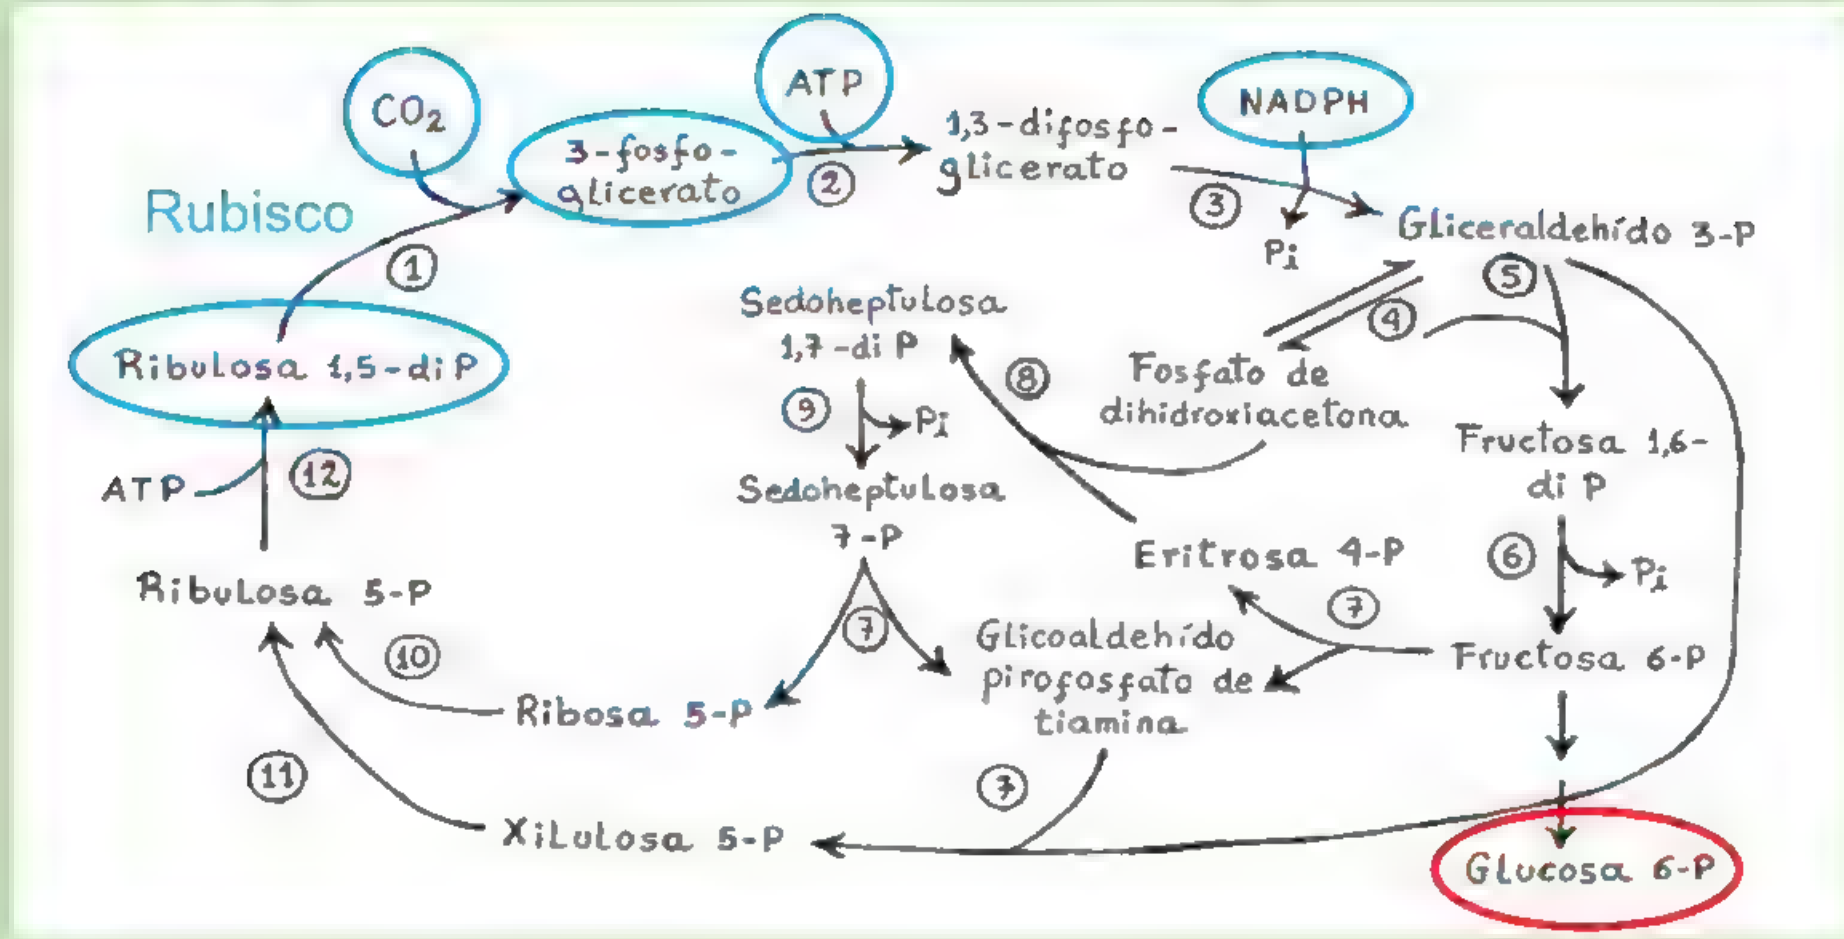 CO2
ATP
NADPH
3-fosfo-
glicerato
1,3-difosfo-
glicerato
Rubisco
1
2
3
Pi
Gliceraldehído 3-P
Ribulosa 1,5-di P
Sedoheptulosa
1,7-di P
4
5
8
Fosfato de
dihidroxiacetona
9
Pi
Fructosa 1,6-
di P
ATP
12
Sedoheptulosa
7-P
Eritrosa 4-P
6
Pi
Ribulosa 5-P
7
7
Glicoaldehído
pirofosfato de
tiamina
Fructosa 6-P
10
Ribosa 5-P
11
7
Xilulosa 5-P
Glucosa 6-P